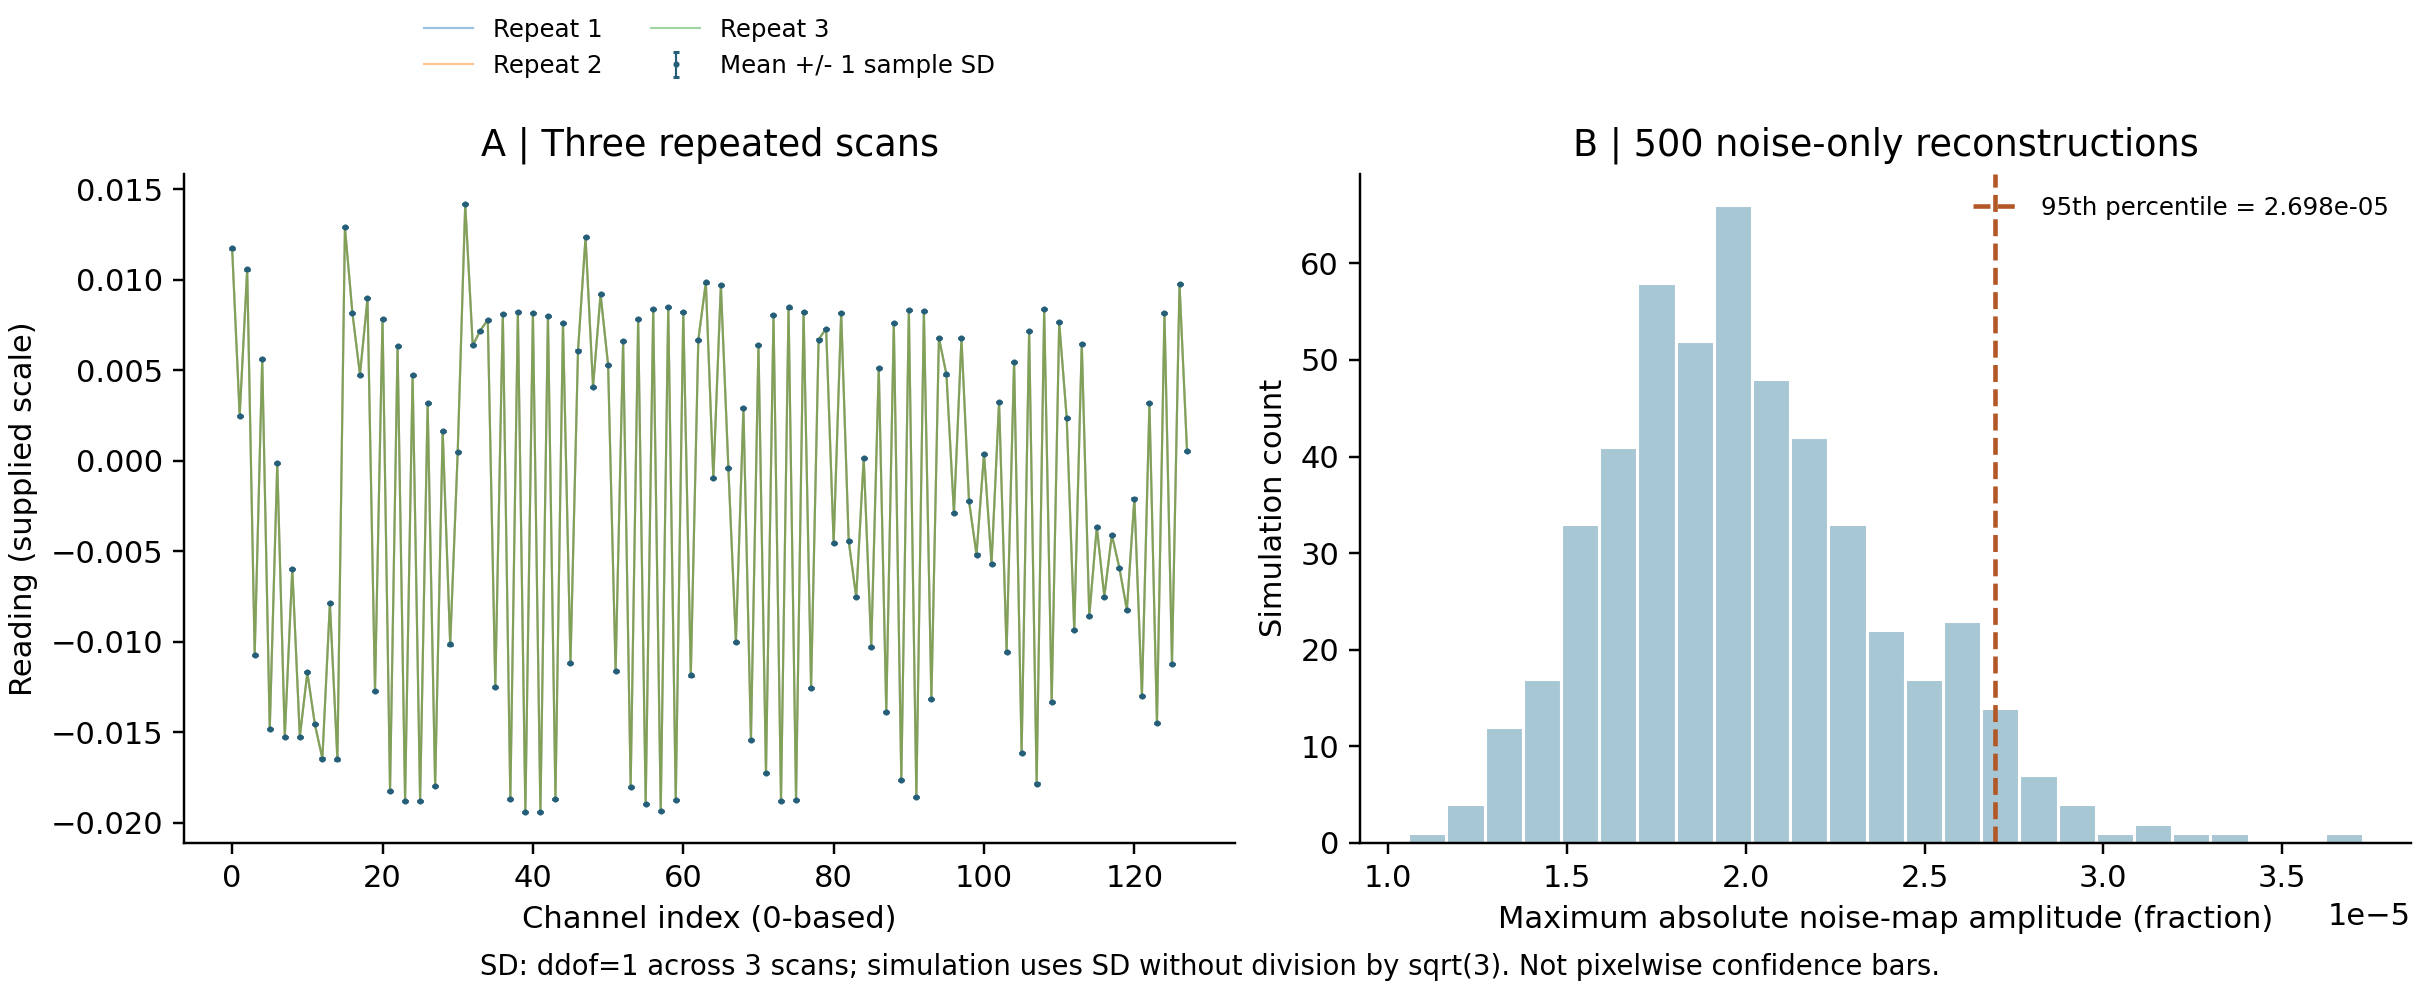 Repeat 1
Repeat 2
Repeat 3
Mean +/- 1 sample SD
A | Three repeated scans
Reading (supplied scale)
0.015
0.010
0.005
0.000
−0.005
−0.010
−0.015
−0.020
0 20 40 60 80 100 120
Channel index (0-based)
B | 500 noise-only reconstructions
95th percentile = 2.698e-05
Simulation count
60
50
40
30
20
10
0
1.0 1.5 2.0 2.5 3.0 3.5
1e−5
Maximum absolute noise-map amplitude (fraction)
SD: ddof=1 across 3 scans; simulation uses SD without division by sqrt(3). Not pixelwise confidence bars.